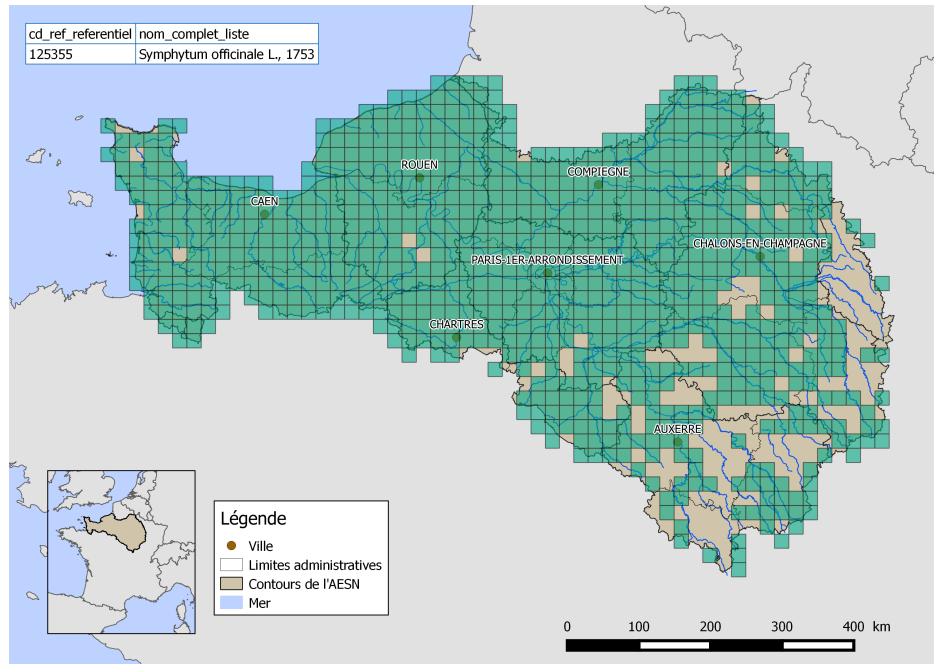 cd_ref_referentiel nom_complet_liste
125355 Symphytum officinale L., 1753
ROUEN
COMPIEGNE
CAEN
CHALONS-EN-CHAMPAGNE
PARIS-1ER-ARRONDISSEMENT
CHARTRES
AUXERRE
Légende
Ville
Limites administratives
Contours de l'AESN
Mer
0 100 200 300 400 km